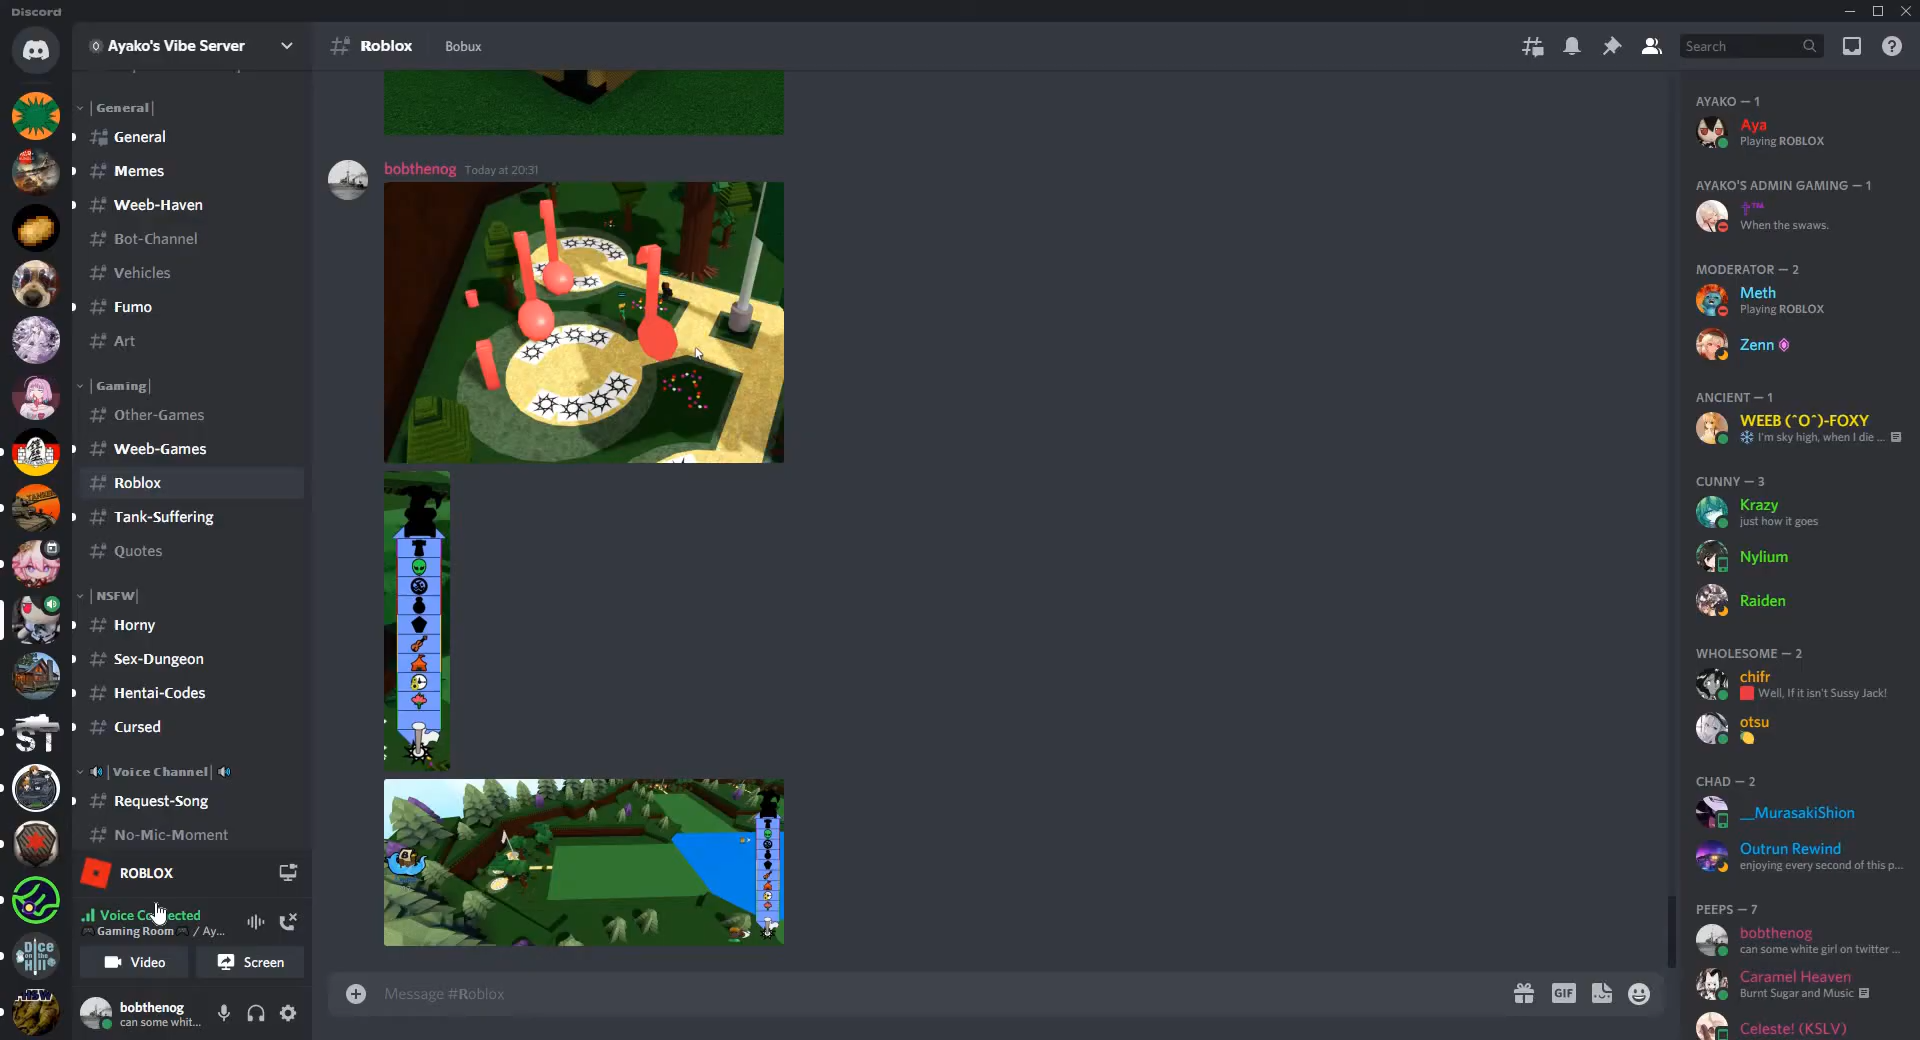 Discord
Ayako's Vibe Server
Roblox
Bobux
Search
|General|
General
Memes
Weeb-Haven
Bot-Channel
Vehicles
Fumo
Art
|Gaming|
Other-Games
Weeb-Games
Roblox
Tank-Suffering
Quotes
|NSFW|
Horny
Sex-Dungeon
Hentai-Codes
Cursed
|Voice Channel|
Request-Song
No-Mic-Moment
ROBLOX
Voice Connected
Gaming Room / Ay...
Video
Screen
bobthenog
can some whit...
bobthenog Today at 20:31
Message #Roblox
GIF
AYAKO — 1
Aya
Playing ROBLOX
AYAKO'S ADMIN GAMING — 1
When the swaws.
MODERATOR — 2
Meth
Playing ROBLOX
Zenn
ANCIENT — 1
WEEB (^O^)-FOXY
I'm sky high, when I die ...
CUNNY — 3
Krazy
just how it goes
Nylium
Raiden
WHOLESOME — 2
chifr
Well, If it isn't Sussy Jack!
otsu
CHAD — 2
__MurasakiShion
Outrun Rewind
enjoying every second of this p...
PEEPS — 7
bobthenog
can some white girl on twitter ...
Caramel Heaven
Burnt Sugar and Music
Celeste! (KSLV)
ST
Dice on the Hill